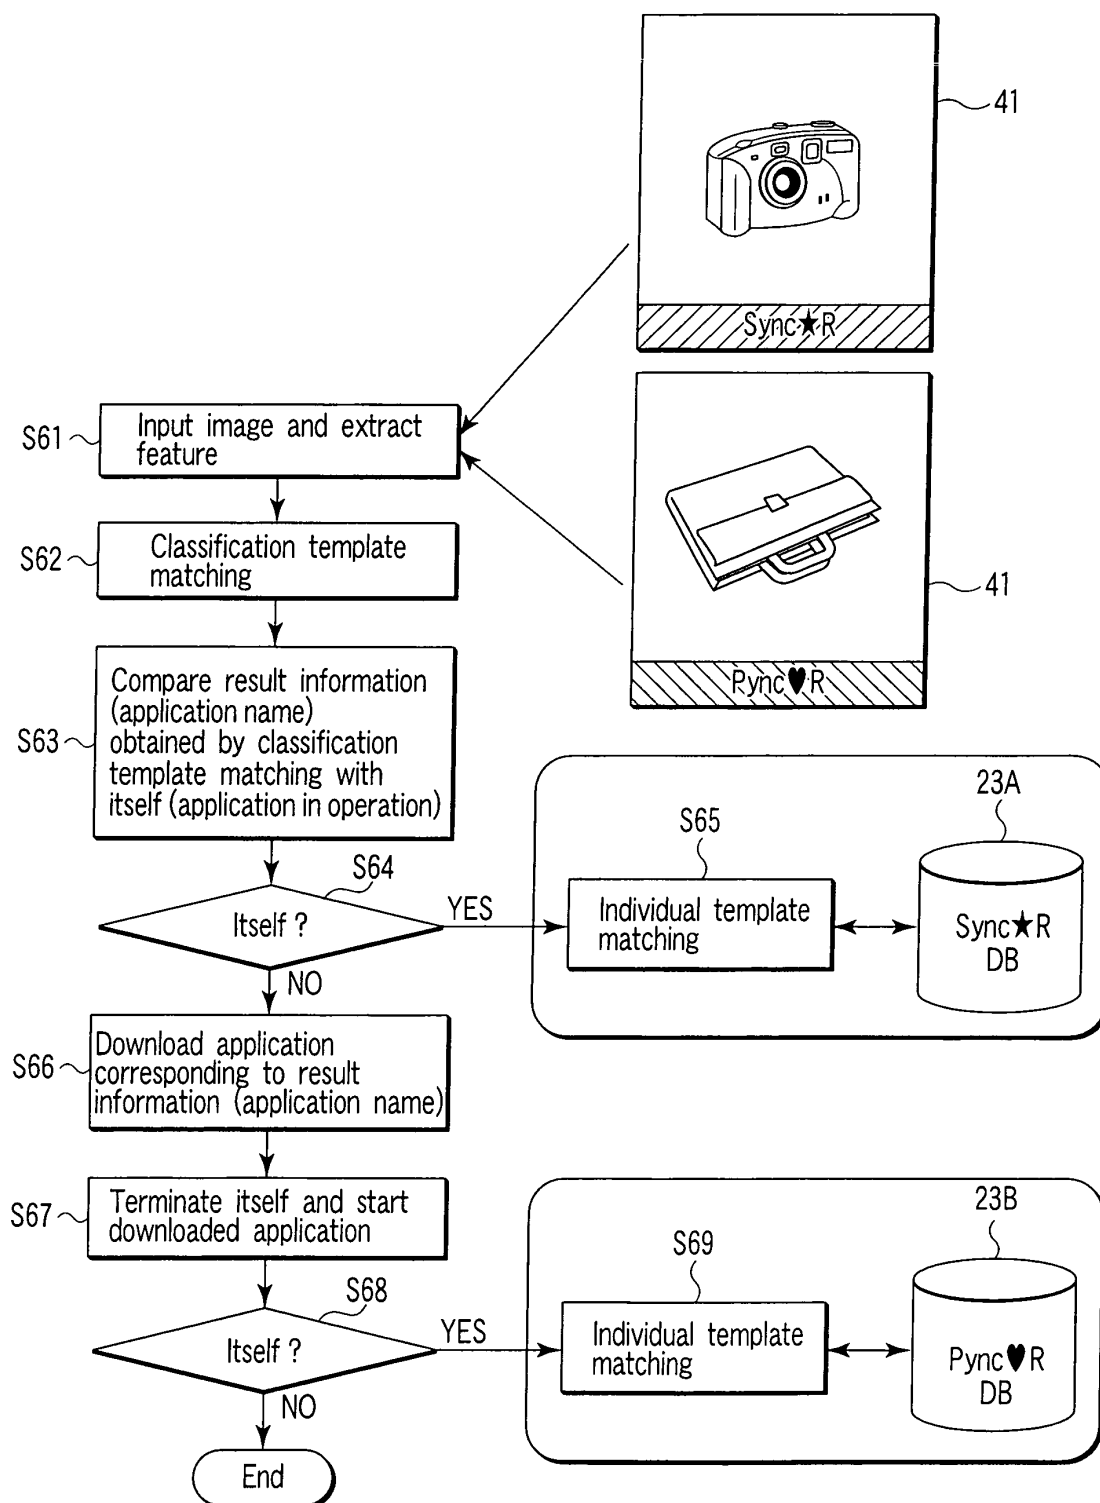 41
Sync★R
S61
Input image and extract
feature
S62
Classification template
matching
41
Pync♥R
S63
Compare result information
(application name)
obtained by classification
template matching with
itself (application in operation)
S64
Itself ?
YES
NO
S65
Individual template
matching
23A
Sync★R
DB
S66
Download application
corresponding to result
information (application name)
S67
Terminate itself and start
downloaded application
S68
Itself ?
YES
NO
S69
Individual template
matching
23B
Pync♥R
DB
End